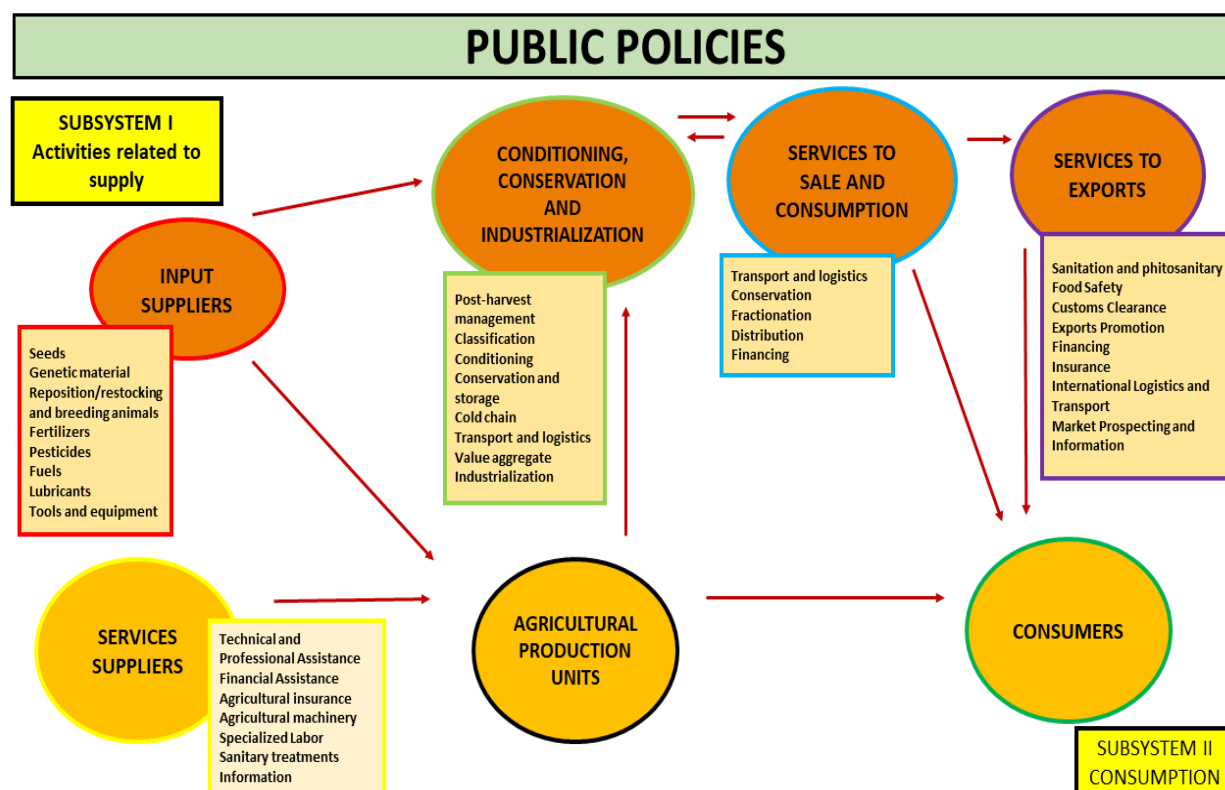 PUBLIC POLICIES
SUBSYSTEM I
Activities related to
supply
CONDITIONING,
CONSERVATION
AND
INDUSTRIALIZATION
SERVICES TO
SALE AND
CONSUMPTION
SERVICES TO
EXPORTS
INPUT
SUPPLIERS
Seeds
Genetic material
Reposition/restocking
and breeding animals
Fertilizers
Pesticides
Fuels
Lubricants
Tools and equipment
Post-harvest
management
Classification
Conditioning
Conservation and
storage
Cold chain
Transport and logistics
Value aggregate
Industrialization
Transport and logistics
Conservation
Fractionation
Distribution
Financing
Sanitation and phitosanitary
Food Safety
Customs Clearance
Exports Promotion
Financing
Insurance
International Logistics and
Transport
Market Prospecting and
Information
SERVICES
SUPPLIERS
Technical and
Professional Assistance
Financial Assistance
Agricultural insurance
Agricultural machinery
Specialized Labor
Sanitary treatments
Information
AGRICULTURAL
PRODUCTION
UNITS
CONSUMERS
SUBSYSTEM II
CONSUMPTION